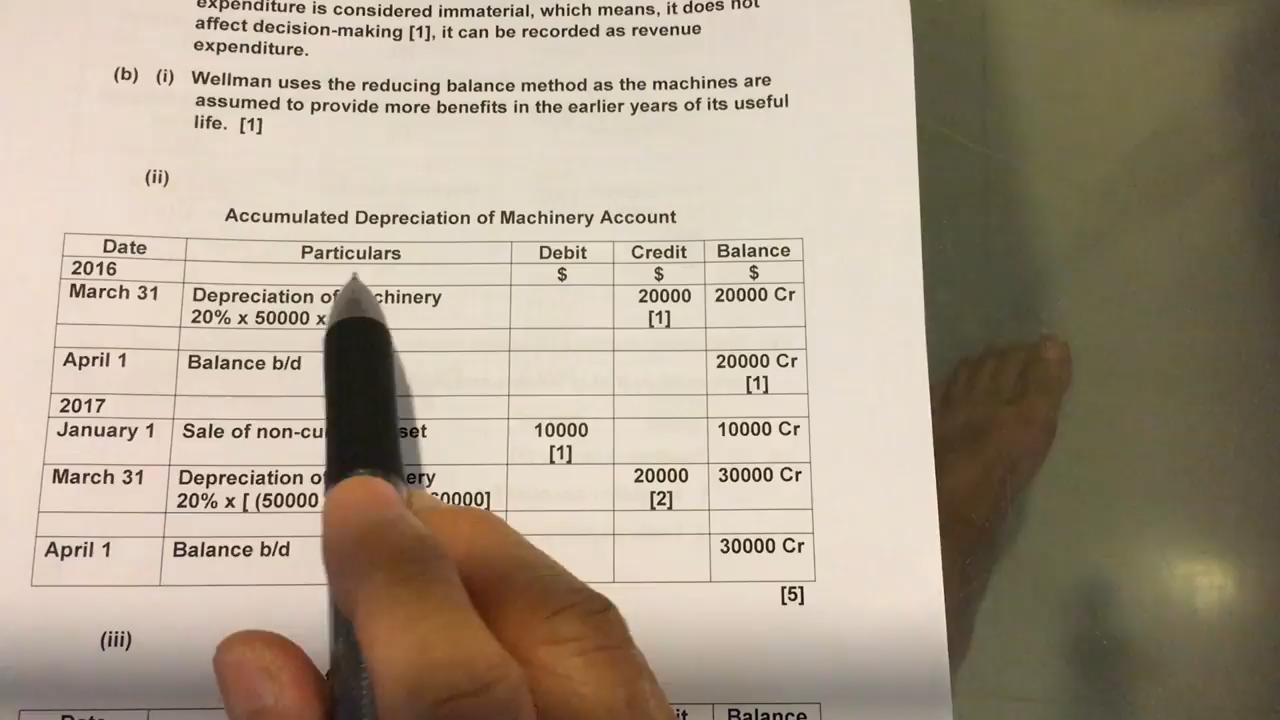 expenditure is considered immaterial, which means, it does not
affect decision-making [1], it can be recorded as revenue
expenditure.
(b) (i) Wellman uses the reducing balance method as the machines are
assumed to provide more benefits in the earlier years of its useful
life. [1]
(ii)
Accumulated Depreciation of Machinery Account
Date Particulars Debit Credit Balance
2016 $ $ $
March 31 Depreciation of 20000 20000 Cr
20% x 50000 x [1]
April 1 Balance b/d 20000 Cr
[1]
2017
January 1 Sale of 10000 10000 Cr
[1]
March 31 Depreciation 20000 30000 Cr
20% x [ (50000 [2]
April 1 Balance b/d 30000 Cr
[5]
(iii)
Balance